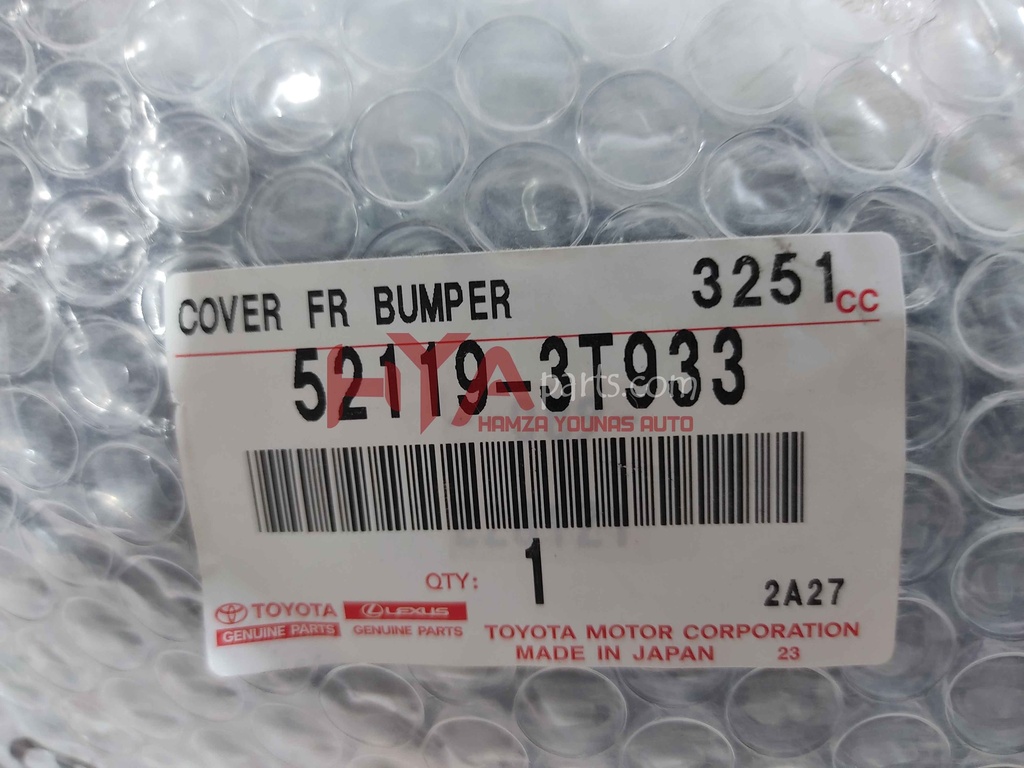 COVER FR BUMPER 3251 CC
52119-3T933
HYA parts.com
HAMZA YOUNAS AUTO
QTY: 1
2A27
TOYOTA LEXUS
GENUINE PARTS GENUINE PARTS
TOYOTA MOTOR CORPORATION
MADE IN JAPAN 23